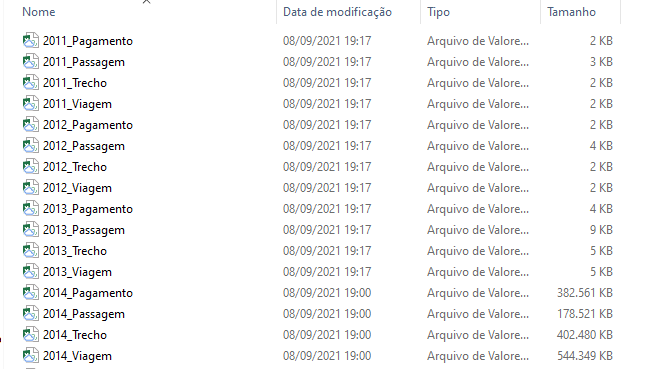 Nome Data de modificação Tipo Tamanho
2011_Pagamento 08/09/2021 19:17 Arquivo de Valore... 2 KB
2011_Passagem 08/09/2021 19:17 Arquivo de Valore... 3 KB
2011_Trecho 08/09/2021 19:17 Arquivo de Valore... 2 KB
2011_Viagem 08/09/2021 19:17 Arquivo de Valore... 2 KB
2012_Pagamento 08/09/2021 19:17 Arquivo de Valore... 2 KB
2012_Passagem 08/09/2021 19:17 Arquivo de Valore... 4 KB
2012_Trecho 08/09/2021 19:17 Arquivo de Valore... 2 KB
2012_Viagem 08/09/2021 19:17 Arquivo de Valore... 2 KB
2013_Pagamento 08/09/2021 19:17 Arquivo de Valore... 4 KB
2013_Passagem 08/09/2021 19:17 Arquivo de Valore... 9 KB
2013_Trecho 08/09/2021 19:17 Arquivo de Valore... 5 KB
2013_Viagem 08/09/2021 19:17 Arquivo de Valore... 5 KB
2014_Pagamento 08/09/2021 19:00 Arquivo de Valore... 382.561 KB
2014_Passagem 08/09/2021 19:00 Arquivo de Valore... 178.521 KB
2014_Trecho 08/09/2021 19:00 Arquivo de Valore... 402.480 KB
2014_Viagem 08/09/2021 19:00 Arquivo de Valore... 544.349 KB